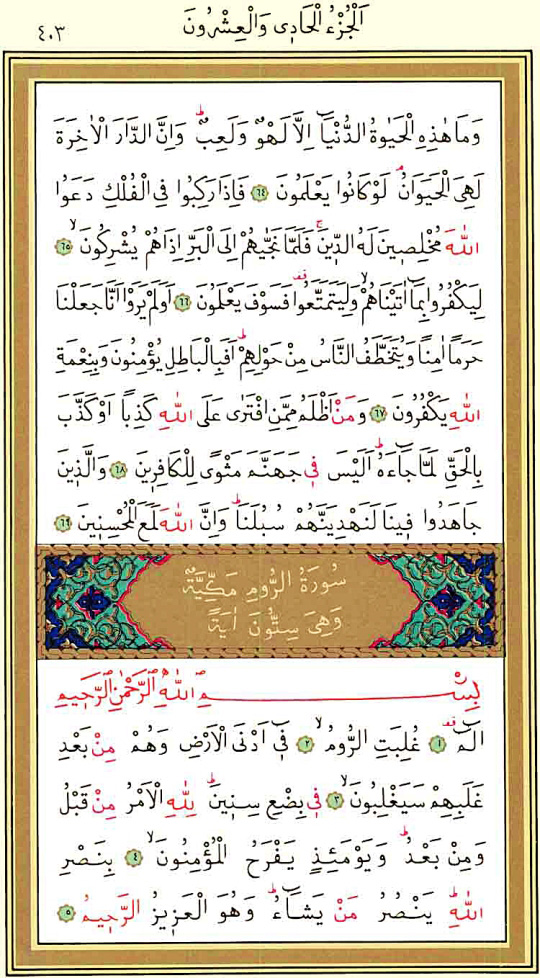 اَلْجُزْءُ الْحَادِى وَالْعِشْرُونَ
٤٠٣
وَمَا هٰذِهِ الْحَيٰوةُ الدُّنْيَٓا اِلَّا لَهْوٌ وَلَعِبٌۜ وَاِنَّ الدَّارَ الْاٰخِرَةَ
لَهِىَ الْحَيَوَانُۢ لَوْ كَانُوا يَعْلَمُونَ ٦٤ فَاِذَا رَكِبُوا فِى الْفُلْكِ دَعَوُا
اللّٰهَ مُخْلِصٖينَ لَهُ الدّٖينَۚ فَلَمَّا نَجّٰيهُمْ اِلَى الْبَرِّ اِذَا هُمْ يُشْرِكُونَۙ ٦٥
لِيَكْفُرُوا بِمَٓا اٰتَيْنَاهُمْۙ وَلِيَتَمَتَّعُوا۠ فَسَوْفَ يَعْلَمُونَ ٦٦ اَوَلَمْ يَرَوْا اَنَّا جَعَلْنَا
حَرَماً اٰمِناً وَيُتَخَطَّفُ النَّاسُ مِنْ حَوْلِهِمْۜ اَفَبِالْبَاطِلِ يُؤْمِنُونَ وَبِنِعْمَةِ
اللّٰهِ يَكْفُرُونَ ٦٧ وَمَنْ اَظْلَمُ مِمَّنِ افْتَرٰى عَلَى اللّٰهِ كَذِباً اَوْ كَذَّبَ
بِالْحَقِّ لَمَّا جَٓاءَهُۜ اَلَيْسَ فٖى جَهَنَّمَ مَثْوًى لِلْكَافِرٖينَ ٦٨ وَالَّذٖينَ
جَاهَدُوا فٖينَا لَنَهْدِيَنَّهُمْ سُبُلَنَاۜ وَاِنَّ اللّٰهَ لَمَعَ الْمُحْسِنٖينَ ٦٩
سُورَةُ الرُّومِ مَكِّيَّةٌ
وَهِىَ سِتُّونَ اٰيَةً
بِسْمِ اللّٰهِ الرَّحْمٰنِ الرَّحٖيمِ
الٓمٓ ١ غُلِبَتِ الرُّومُۙ ٢ فٖٓى اَدْنَى الْاَرْضِ وَهُمْ مِنْ بَعْدِ
غَلَبِهِمْ سَيَغْلِبُونَۙ ٣ فٖى بِضْعِ سِنٖينَۜ لِلّٰهِ الْاَمْرُ مِنْ قَبْلُ
وَمِنْ بَعْدُۜ وَيَوْمَئِذٍ يَفْرَحُ الْمُؤْمِنُونَۙ ٤ بِنَصْرِ
اللّٰهِۜ يَنْصُرُ مَنْ يَشَٓاءُۜ وَهُوَ الْعَزٖيزُ الرَّحٖيمُۙ ٥